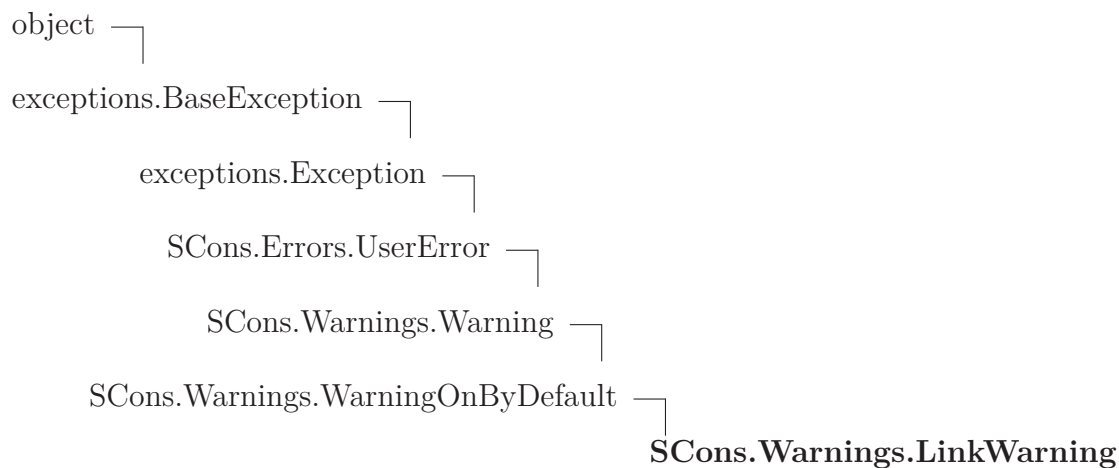 object
exceptions.BaseException
exceptions.Exception
SCons.Errors.UserError
SCons.Warnings.Warning
SCons.Warnings.WarningOnByDefault
SCons.Warnings.LinkWarning